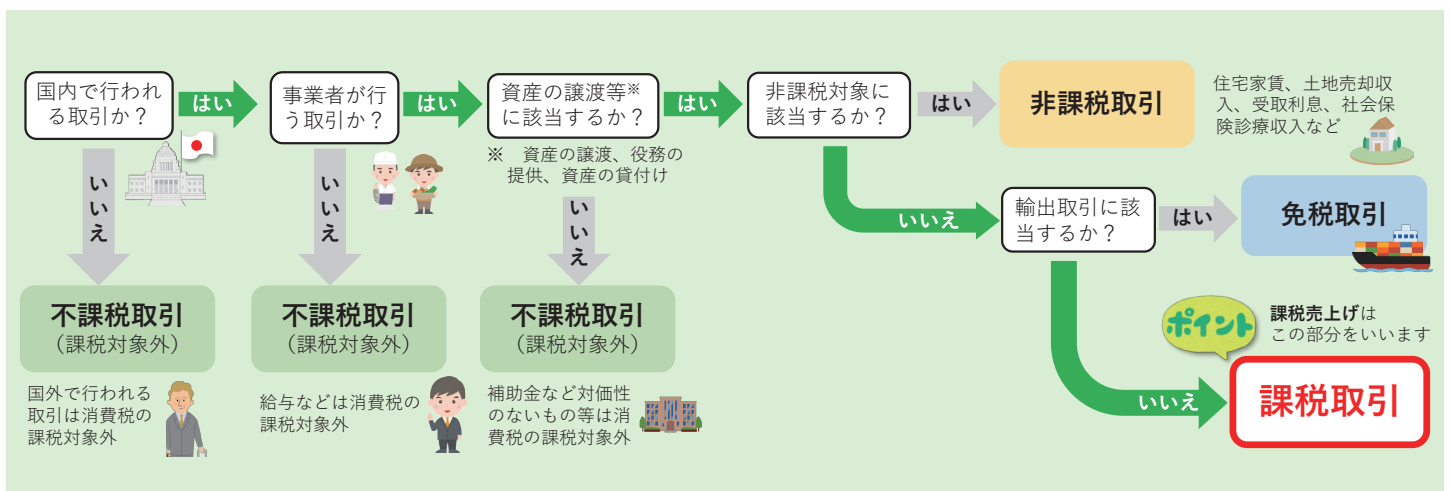 国内で行われ
る取引か？
はい
事業者が行
う取引か？
はい
資産の譲渡等※
に該当するか？
はい
非課税対象に
該当するか？
はい
非課税取引
住宅家賃、土地売却収
入、受取利息、社会保
険診療収入など
※　資産の譲渡、役務の
提供、資産の貸付け
いいえ
いいえ
いいえ
いいえ
輸出取引に該
当するか？
はい
免税取引
不課税取引
（課税対象外）
国外で行われる
取引は消費税の
課税対象外
不課税取引
（課税対象外）
給与などは消費税の
課税対象外
不課税取引
（課税対象外）
補助金など対価性
のないもの等は消
費税の課税対象外
ポイント
課税売上げは
この部分をいいます
いいえ
課税取引